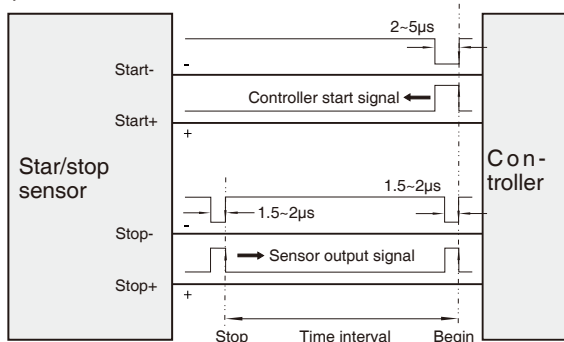 2~5µs
Start-
-
Controller start signal
Start+
+
Star/stop
sensor
Con-
troller
1.5~2µs
1.5~2µs
Stop-
-
Sensor output signal
Stop+
+
Stop
Time interval
Begin